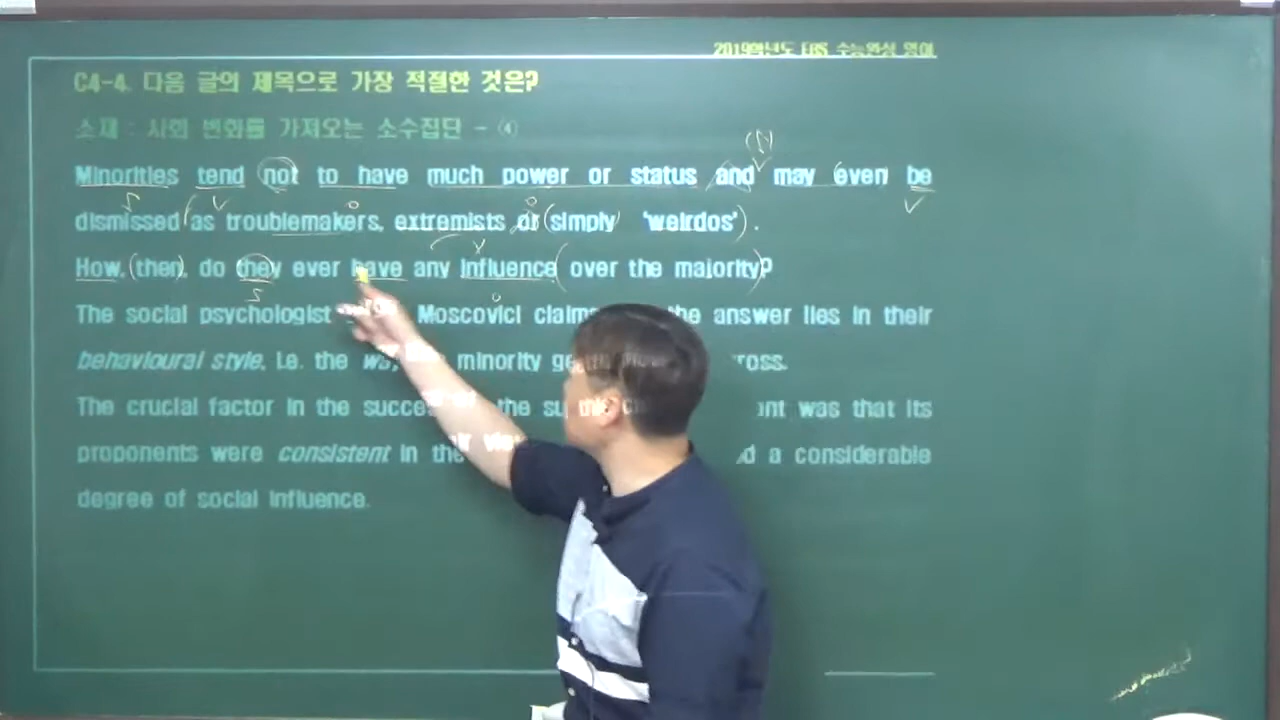 2019학년도 EBS 수능완성 영어
C4-4. 다음 글의 제목으로 가장 적절한 것은?
소재 : 사회 변화를 가져오는 소수집단 - ④
Minorities tend not to have much power or status and may even be
dismissed as troublemakers, extremists or simply 'weirdos'.
How, then, do they ever have any influence over the majority?
The social psychologist Moscovici claims the answer lies in their
behavioural style, i.e. the minority
The crucial factor in the the was that its
proponents were consistent in a considerable
degree of social influence.